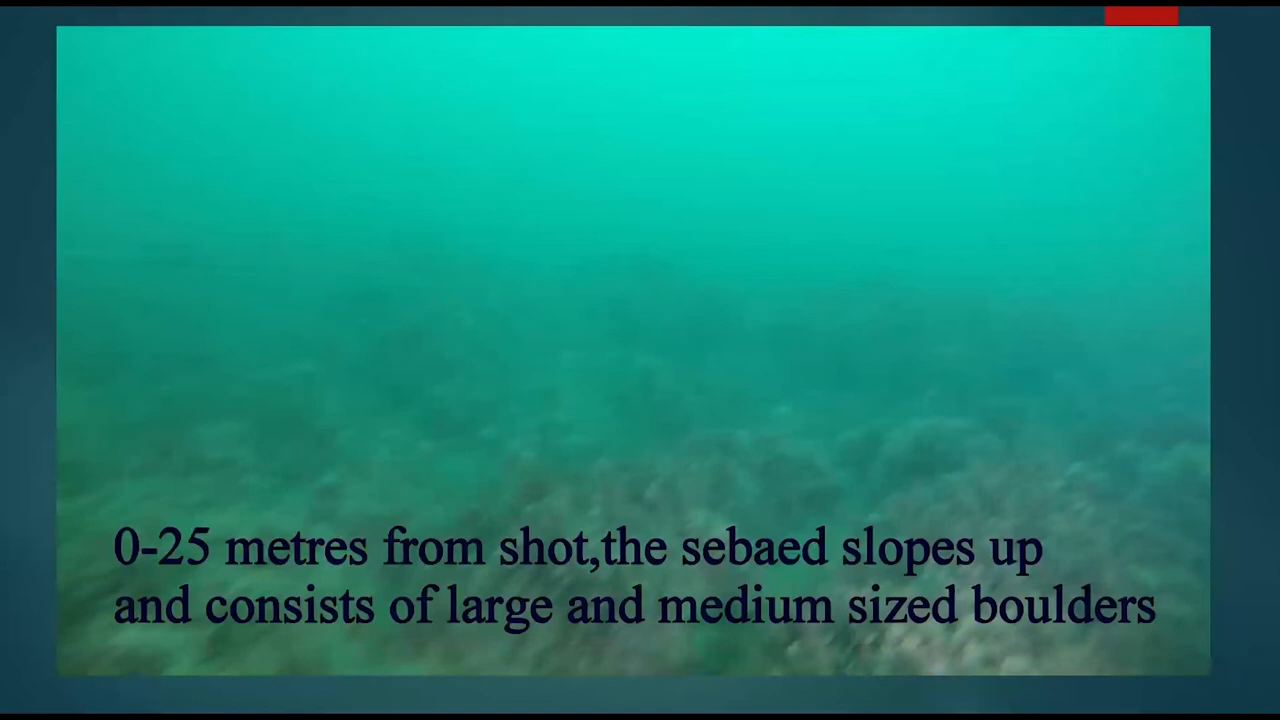 0-25 metres from shot,the sebaed slopes up
and consists of large and medium sized boulders